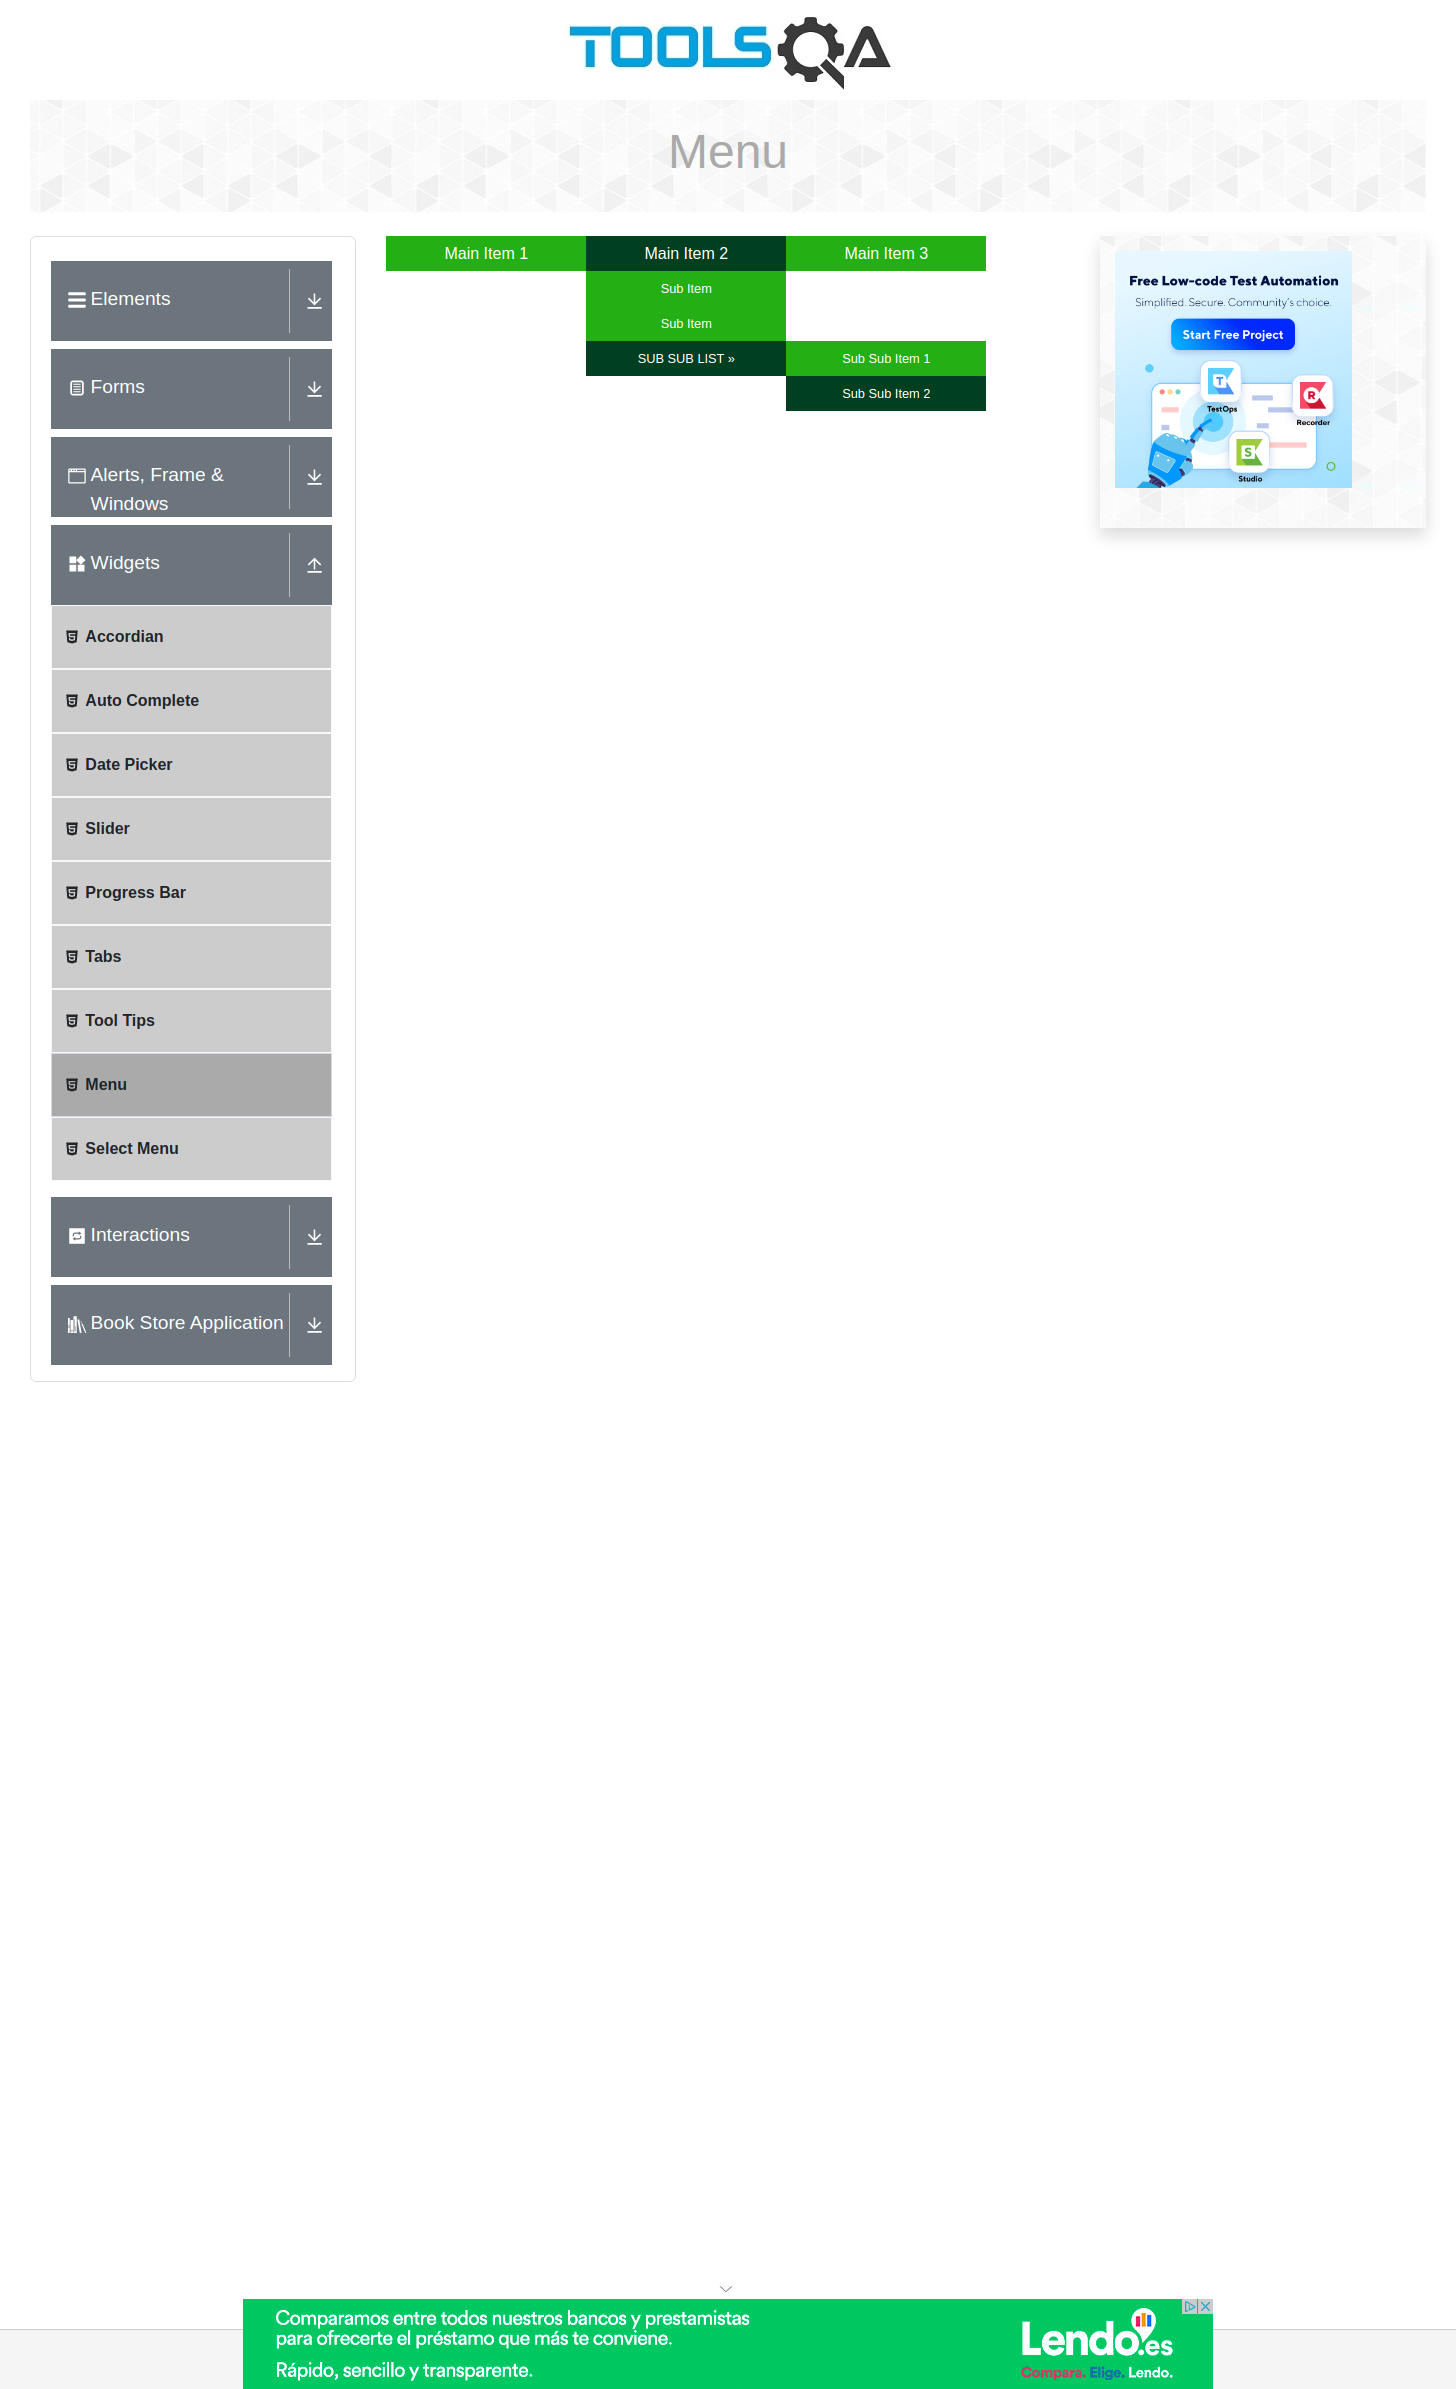 TOOLSQA
Menu
Elements
Forms
Alerts, Frame &
Windows
Widgets
Accordian
Auto Complete
Date Picker
Slider
Progress Bar
Tabs
Tool Tips
Menu
Select Menu
Interactions
Book Store Application
Main Item 1
Main Item 2
Main Item 3
Sub Item
Sub Item
SUB SUB LIST »
Sub Sub Item 1
Sub Sub Item 2
Free Low-code Test Automation
Simplified. Secure. Community's choice.
Start Free Project
T
TestOps
R
Recorder
S
Studio
Comparamos entre todos nuestros bancos y prestamistas
para ofrecerte el préstamo que más te conviene.
Rápido, sencillo y transparente.
Lendo.es
Compara. Elige. Lendo.